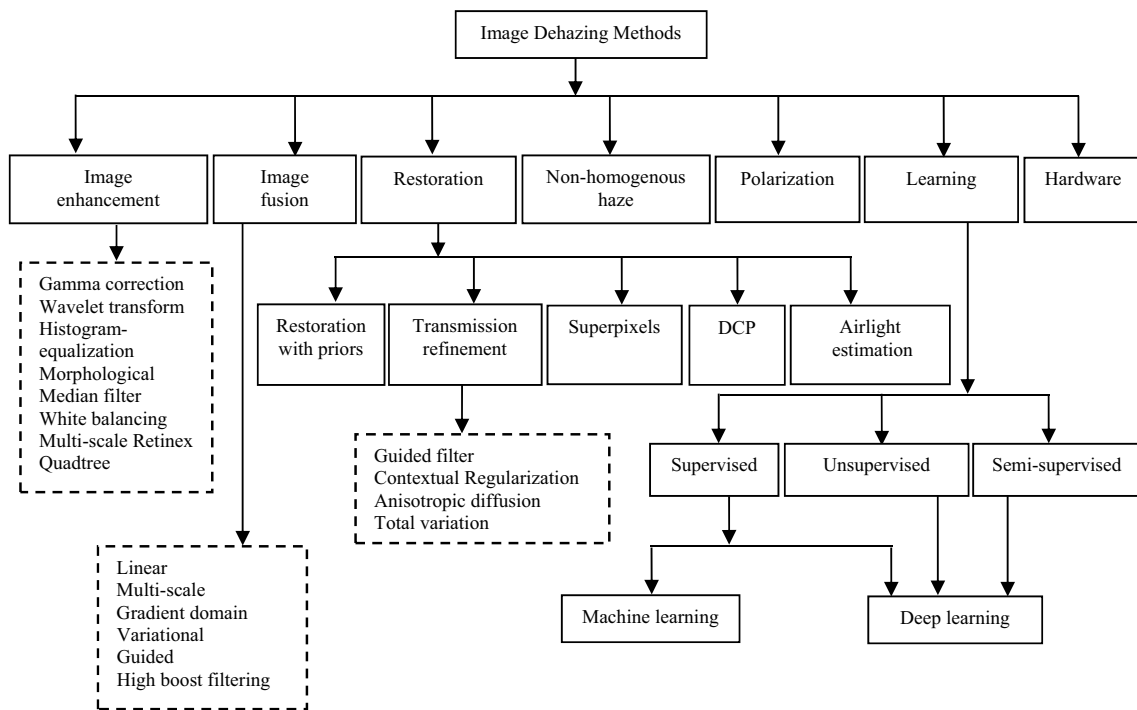 Image Dehazing Methods
Image
enhancement
Image
fusion
Restoration
Non-homogenous
haze
Polarization
Learning
Hardware
Gamma correction
Wavelet transform
Histogram-
equalization
Morphological
Median filter
White balancing
Multi-scale Retinex
Quadtree
Restoration
with priors
Transmission
refinement
Superpixels
DCP
Airlight
estimation
Guided filter
Contextual Regularization
Anisotropic diffusion
Total variation
Supervised
Unsupervised
Semi-supervised
Linear
Multi-scale
Gradient domain
Variational
Guided
High boost filtering
Machine learning
Deep learning